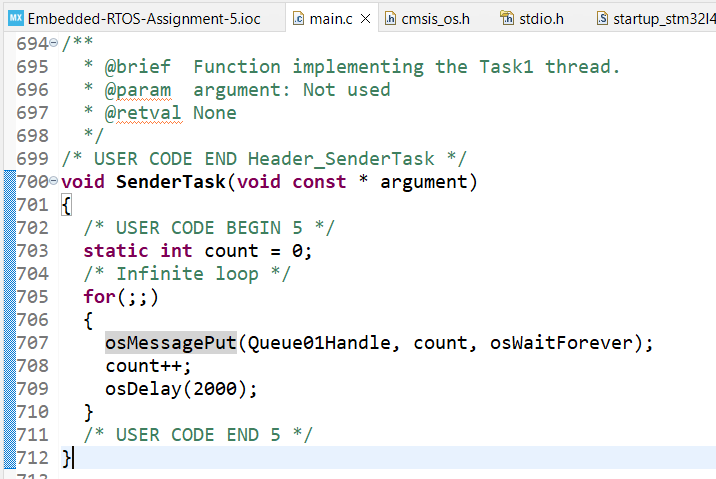 Embedded-RTOS-Assignment-5.ioc main.c cmsis_os.h stdio.h startup_stm32l4
694 /**
695 * @brief Function implementing the Task1 thread.
696 * @param argument: Not used
697 * @retval None
698 */
699 /* USER CODE END Header_SenderTask */
700 void SenderTask(void const * argument)
701 {
702 /* USER CODE BEGIN 5 */
703 static int count = 0;
704 /* Infinite loop */
705 for(;;)
706 {
707 osMessagePut(Queue01Handle, count, osWaitForever);
708 count++;
709 osDelay(2000);
710 }
711 /* USER CODE END 5 */
712 }